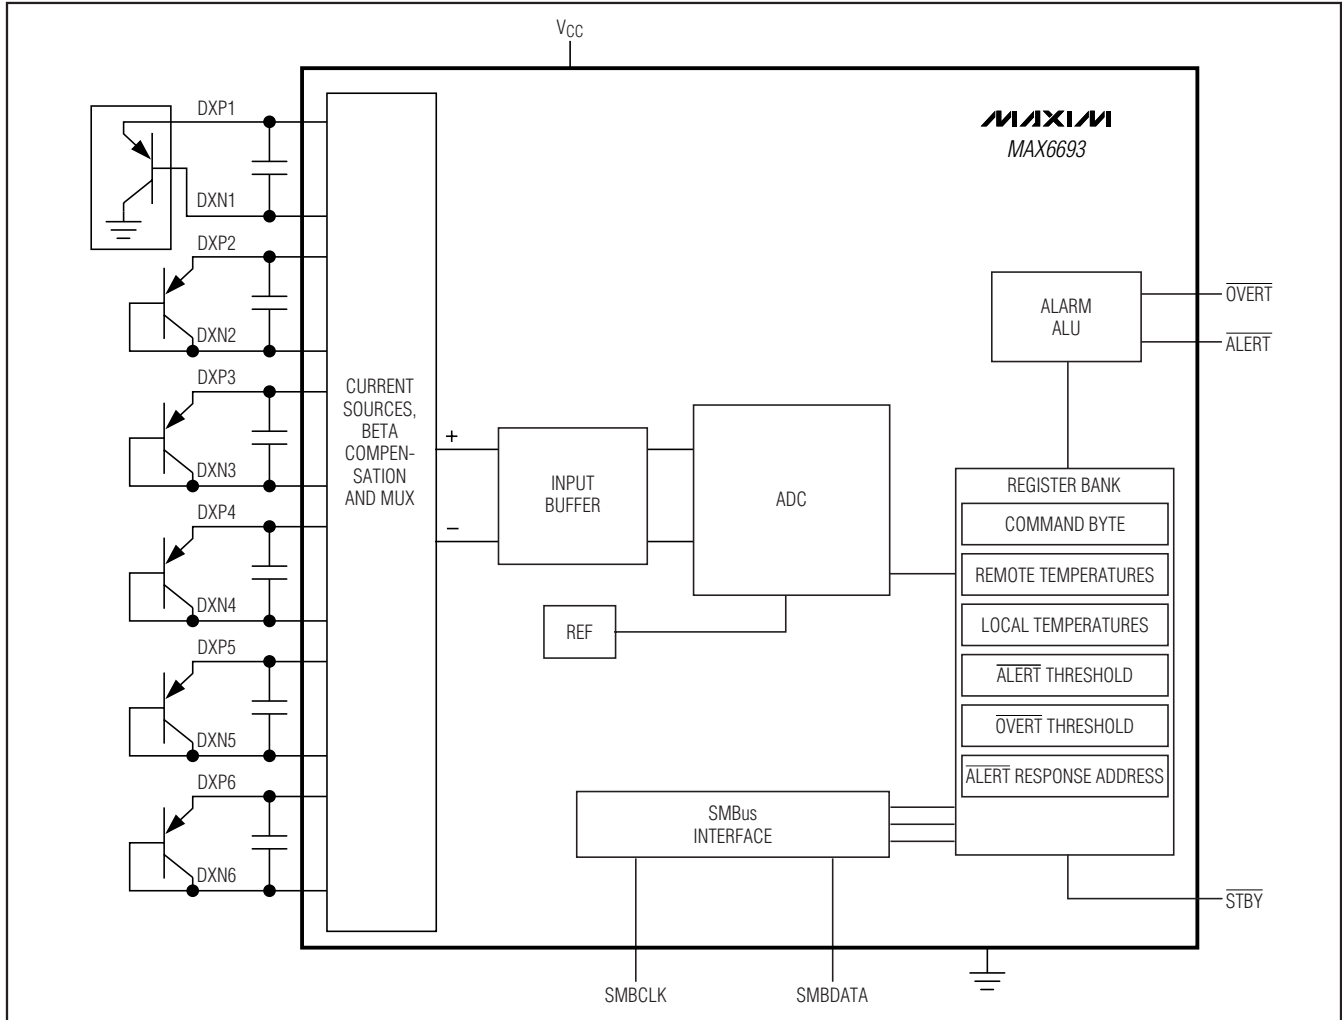 VCC
MAXIM
MAX6693
DXP1
DXN1
DXP2
DXN2
DXP3
DXN3
DXP4
DXN4
DXP5
DXN5
DXP6
DXN6
CURRENT
SOURCES,
BETA
COMPEN-
SATION
AND MUX
+
−
INPUT
BUFFER
ADC
REF
ALARM
ALU
OVERT
ALERT
REGISTER BANK
COMMAND BYTE
REMOTE TEMPERATURES
LOCAL TEMPERATURES
ALERT THRESHOLD
OVERT THRESHOLD
ALERT RESPONSE ADDRESS
SMBus
INTERFACE
STBY
SMBCLK
SMBDATA